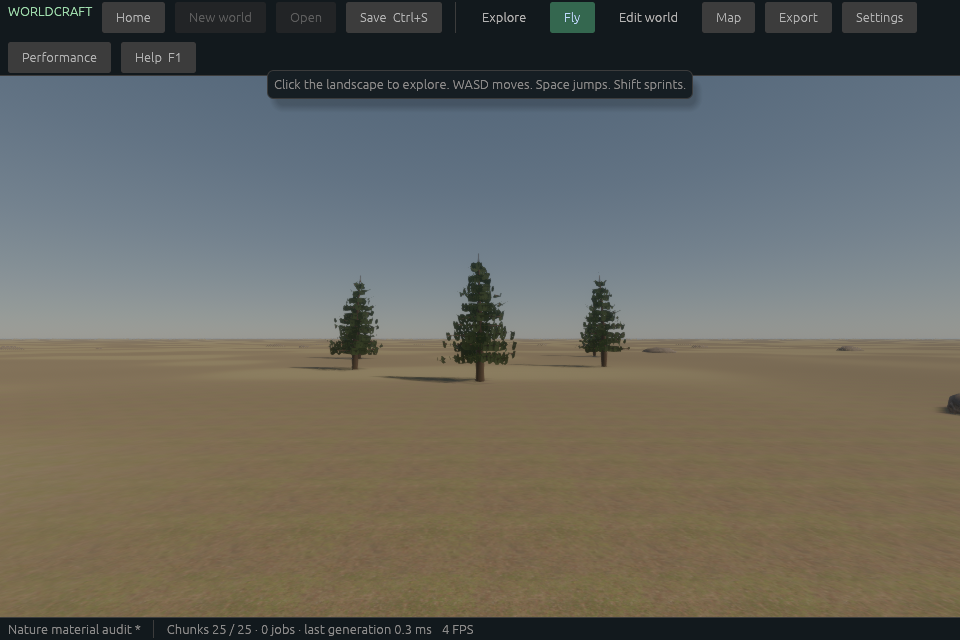 WORLDCRAFT Home New world Open Save Ctrl+S Explore Fly Edit world Map Export Settings
Performance Help F1
Click the landscape to explore. WASD moves. Space jumps. Shift sprints.
Nature material audit * Chunks 25 / 25 · 0 jobs · last generation 0.3 ms 4 FPS